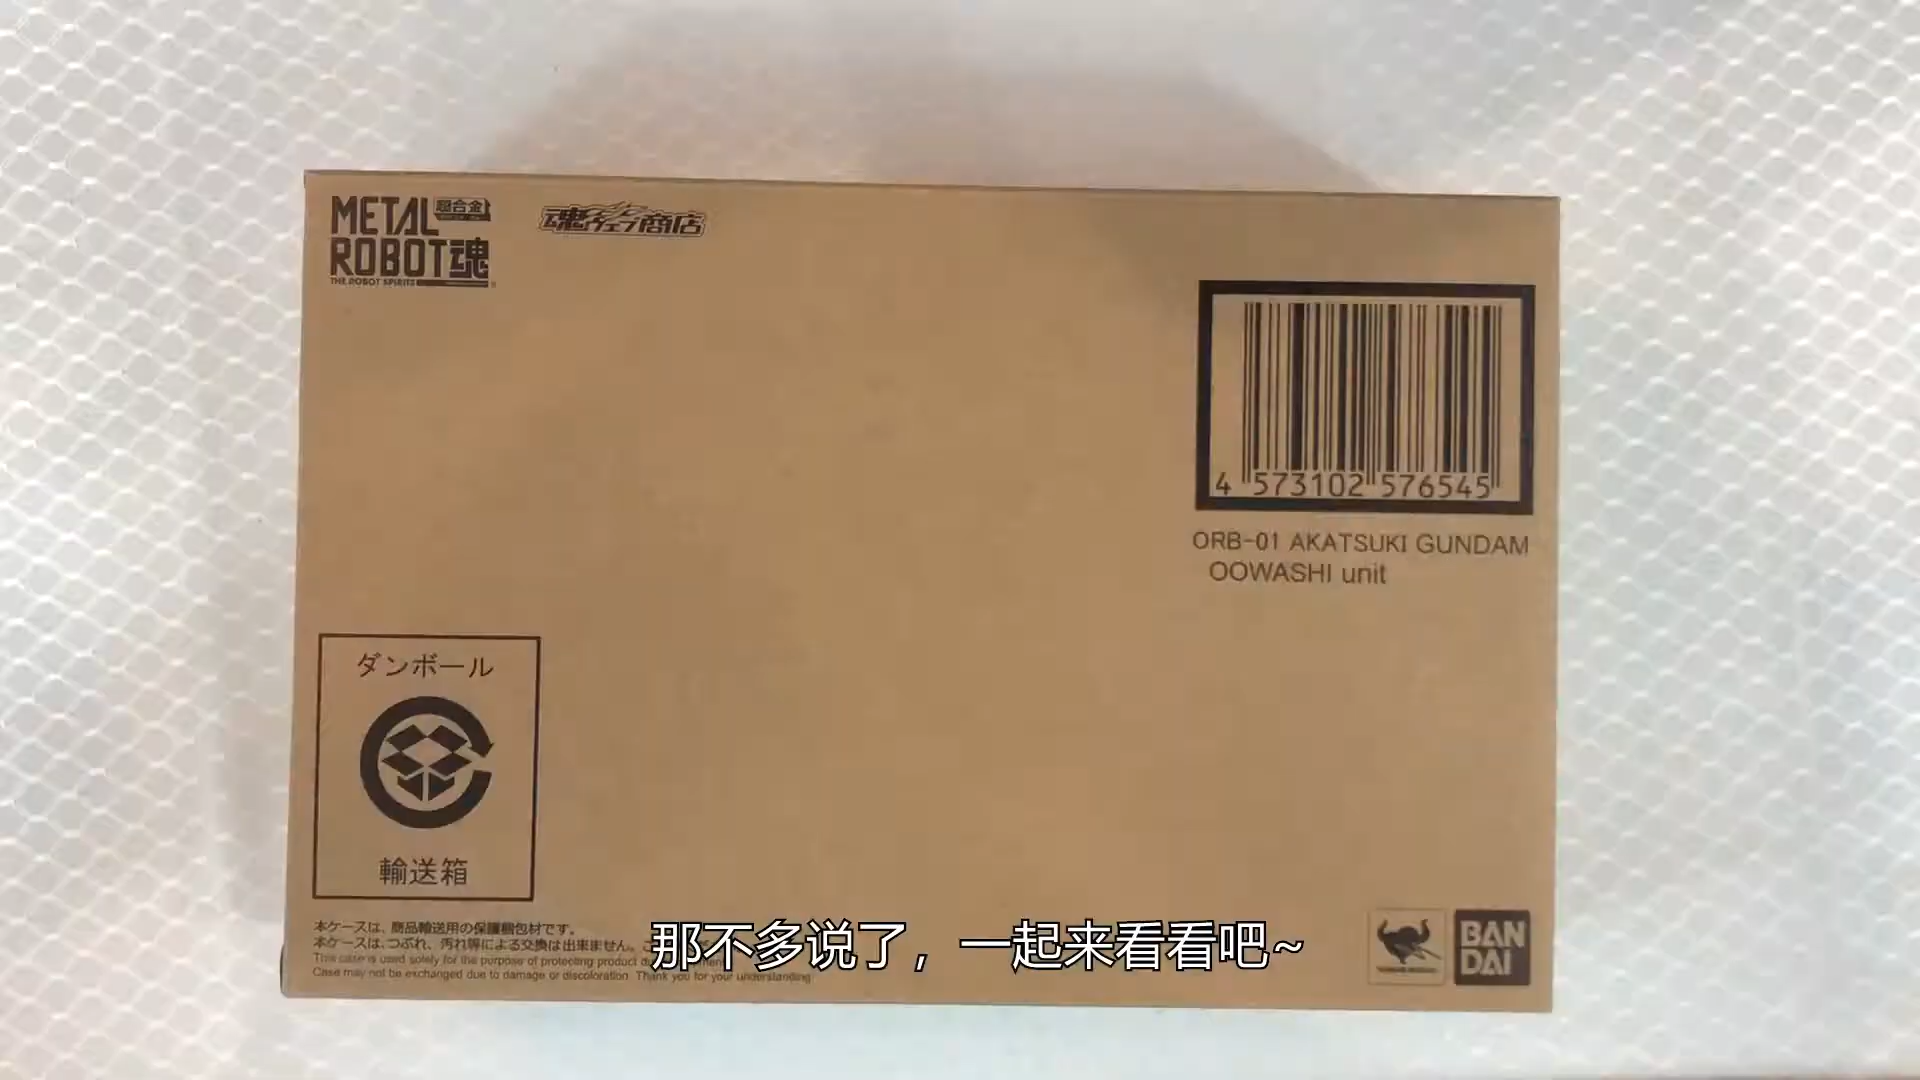 METAL 超合金
ROBOT魂
THE ROBOT SPIRITS
魂ウェブ商店
4 573102 576545
ORB-01 AKATSUKI GUNDAM
OOWASHI unit
ダンボール
輸送箱
本ケースは、商品輸送用の保護梱包材です。
本ケースは、つぶれ、汚れ等による交換は出来ません。
This case is used solely for the purpose of protecting product
Case may not be exchanged due to damage or discoloration. Thank you for your understanding.
那不多说了，一起来看看吧~
BAN
DAI